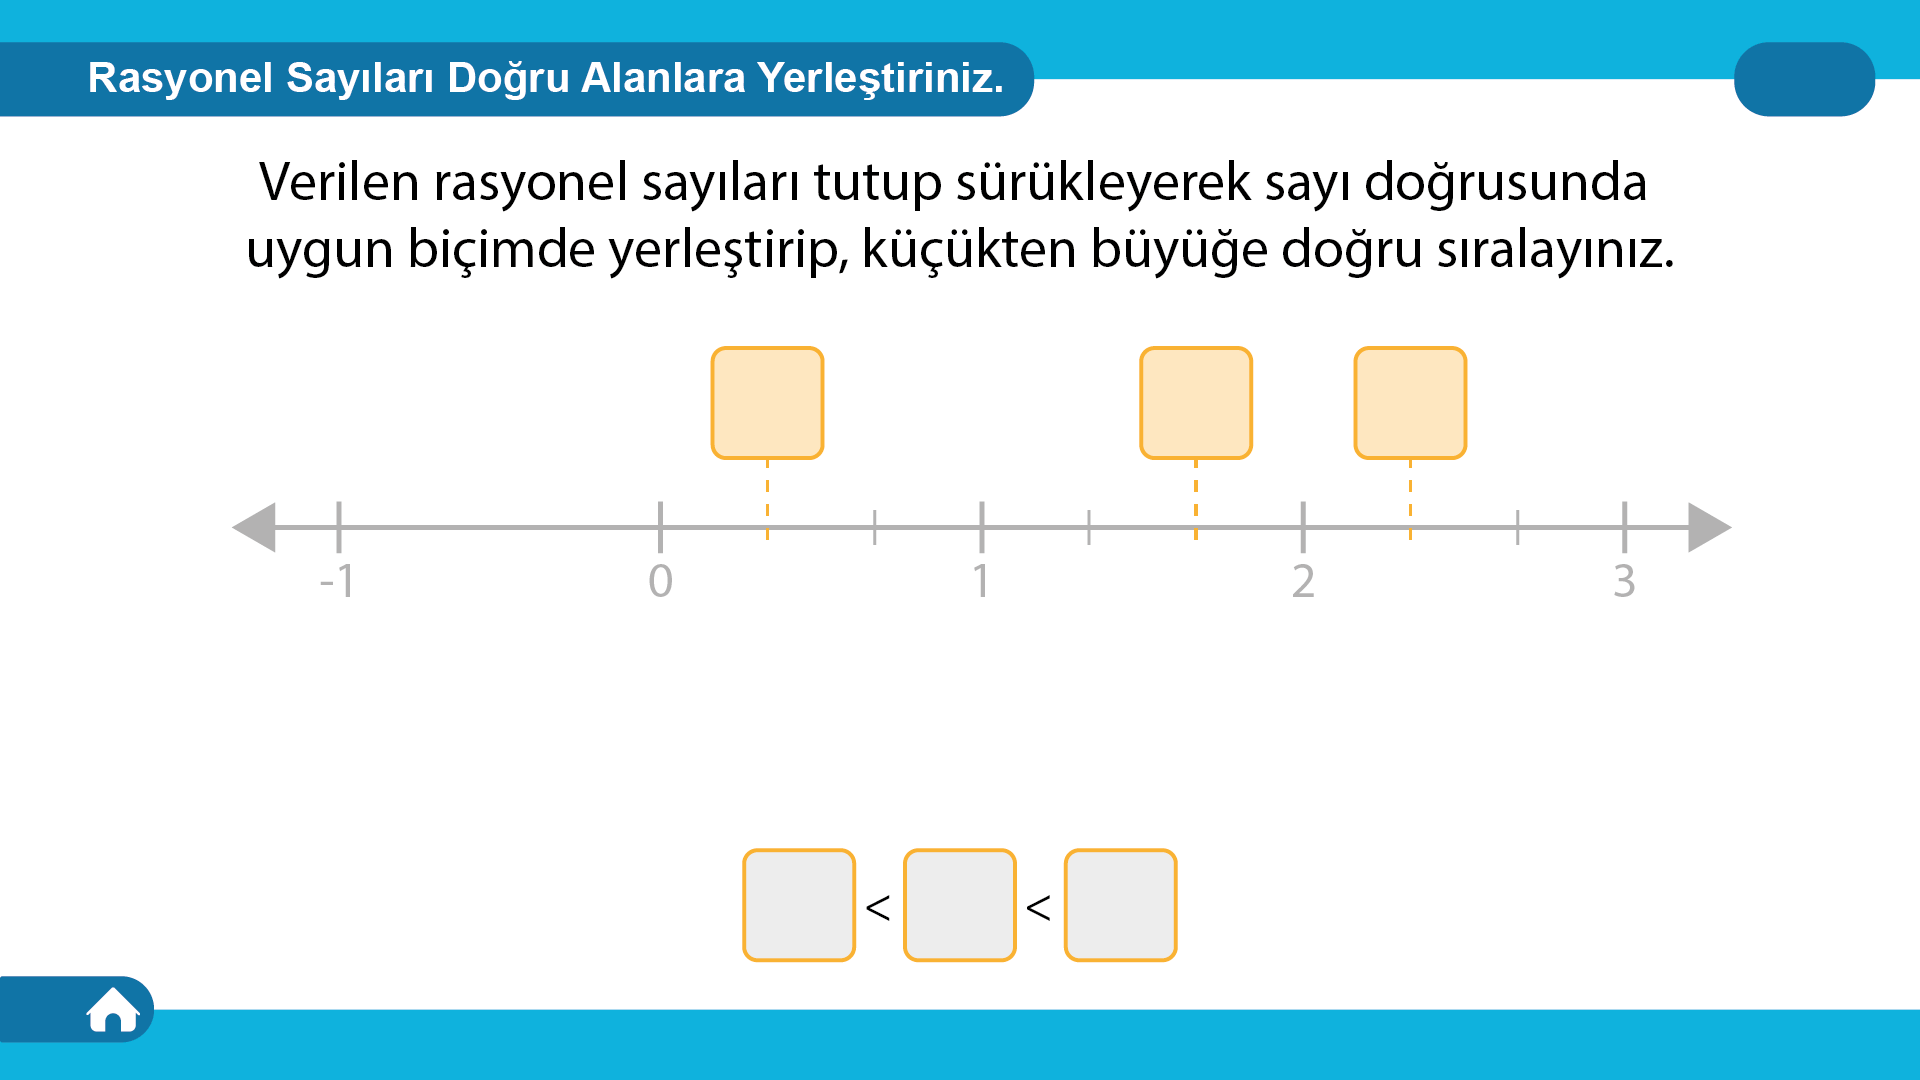 Rasyonel Sayıları Doğru Alanlara Yerleştiriniz.
Verilen rasyonel sayıları tutup sürükleyerek sayı doğrusunda
uygun biçimde yerleştirip, küçükten büyüğe doğru sıralayınız.
-1 0 1 2 3
< <